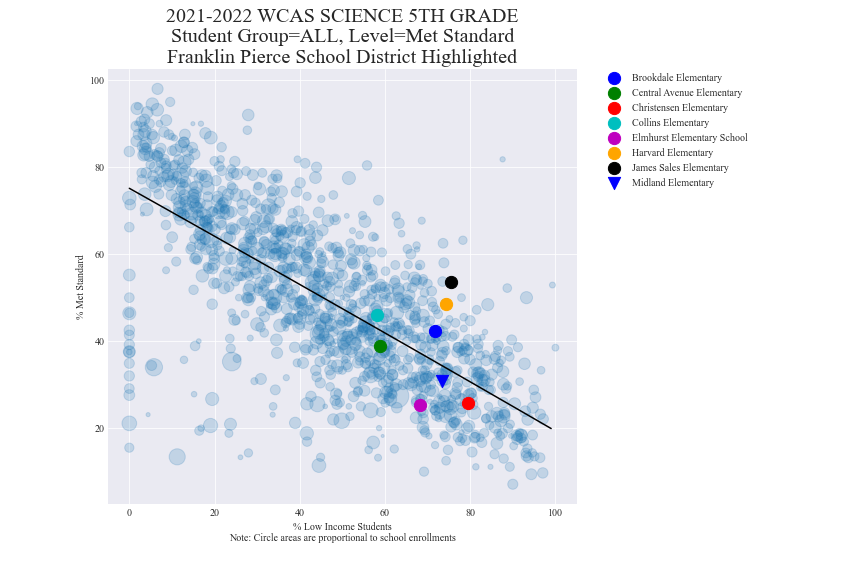 2021-2022 WCAS SCIENCE 5TH GRADE
Student Group=ALL, Level=Met Standard
Franklin Pierce School District Highlighted
100
80
60
40
20
% Met Standard
0 20 40 60 80 100
% Low Income Students
Note: Circle areas are proportional to school enrollments
Brookdale Elementary
Central Avenue Elementary
Christensen Elementary
Collins Elementary
Elmhurst Elementary School
Harvard Elementary
James Sales Elementary
Midland Elementary